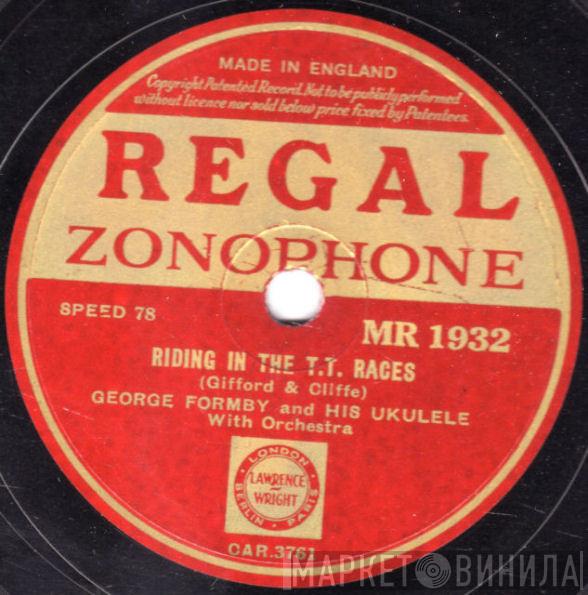 MADE IN ENGLAND
Copyright Patented Record. Not to be publicly performed
without licence nor sold below price fixed by Patentees.
REGAL
ZONOPHONE
SPEED 78
MR 1932
RIDING IN THE T.T. RACES
(Gifford & Cliffe)
GEORGE FORMBY and HIS UKULELE
With Orchestra
· LONDON ·
LAWRENCE
WRIGHT
BERLIN · PARIS
CAR.3761
МАРКЕТ ВИНИЛА